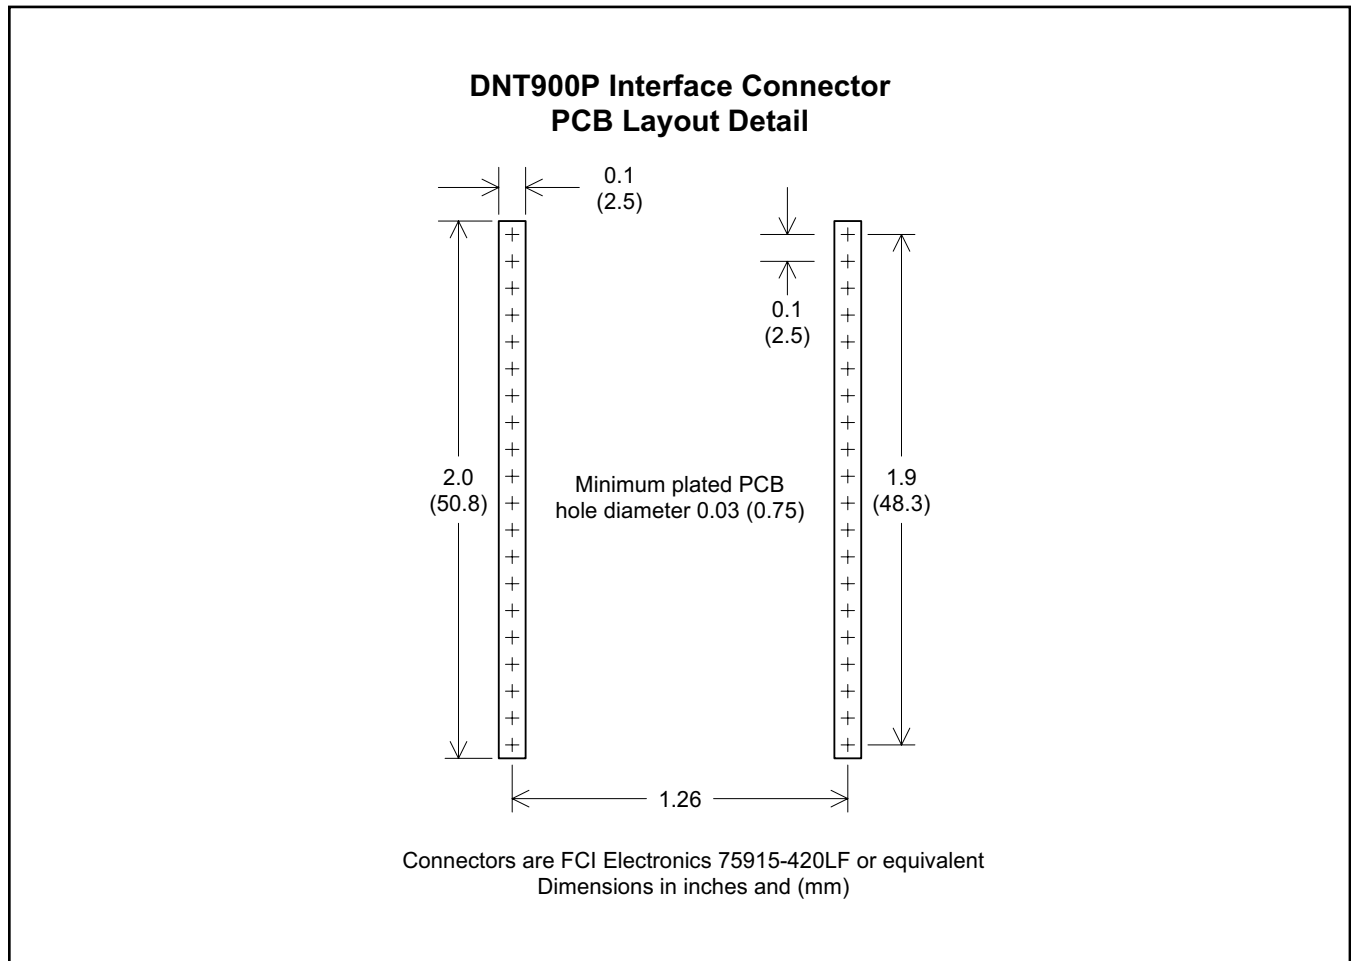 DNT900P Interface Connector
PCB Layout Detail
0.1
(2.5)
0.1
(2.5)
2.0
(50.8)
Minimum plated PCB
hole diameter 0.03 (0.75)
1.9
(48.3)
1.26
Connectors are FCI Electronics 75915-420LF or equivalent
Dimensions in inches and (mm)